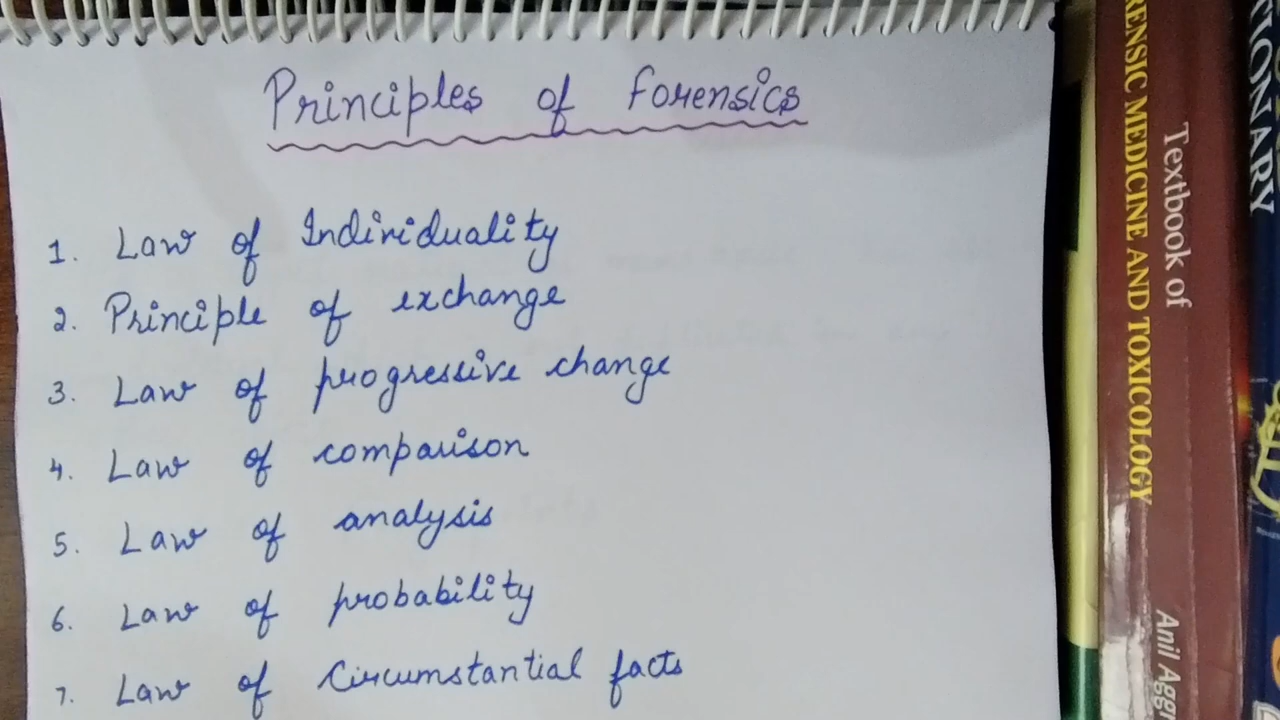 Principles of forensics
1. Law of Individuality
2. Principle of exchange
3. Law of progressive change
4. Law of comparison
5. Law of analysis
6. Law of probability
7. Law of Circumstantial facts
Textbook of
RENSIC MEDICINE AND TOXICOLOGY
Anil Aggr
TIONARY